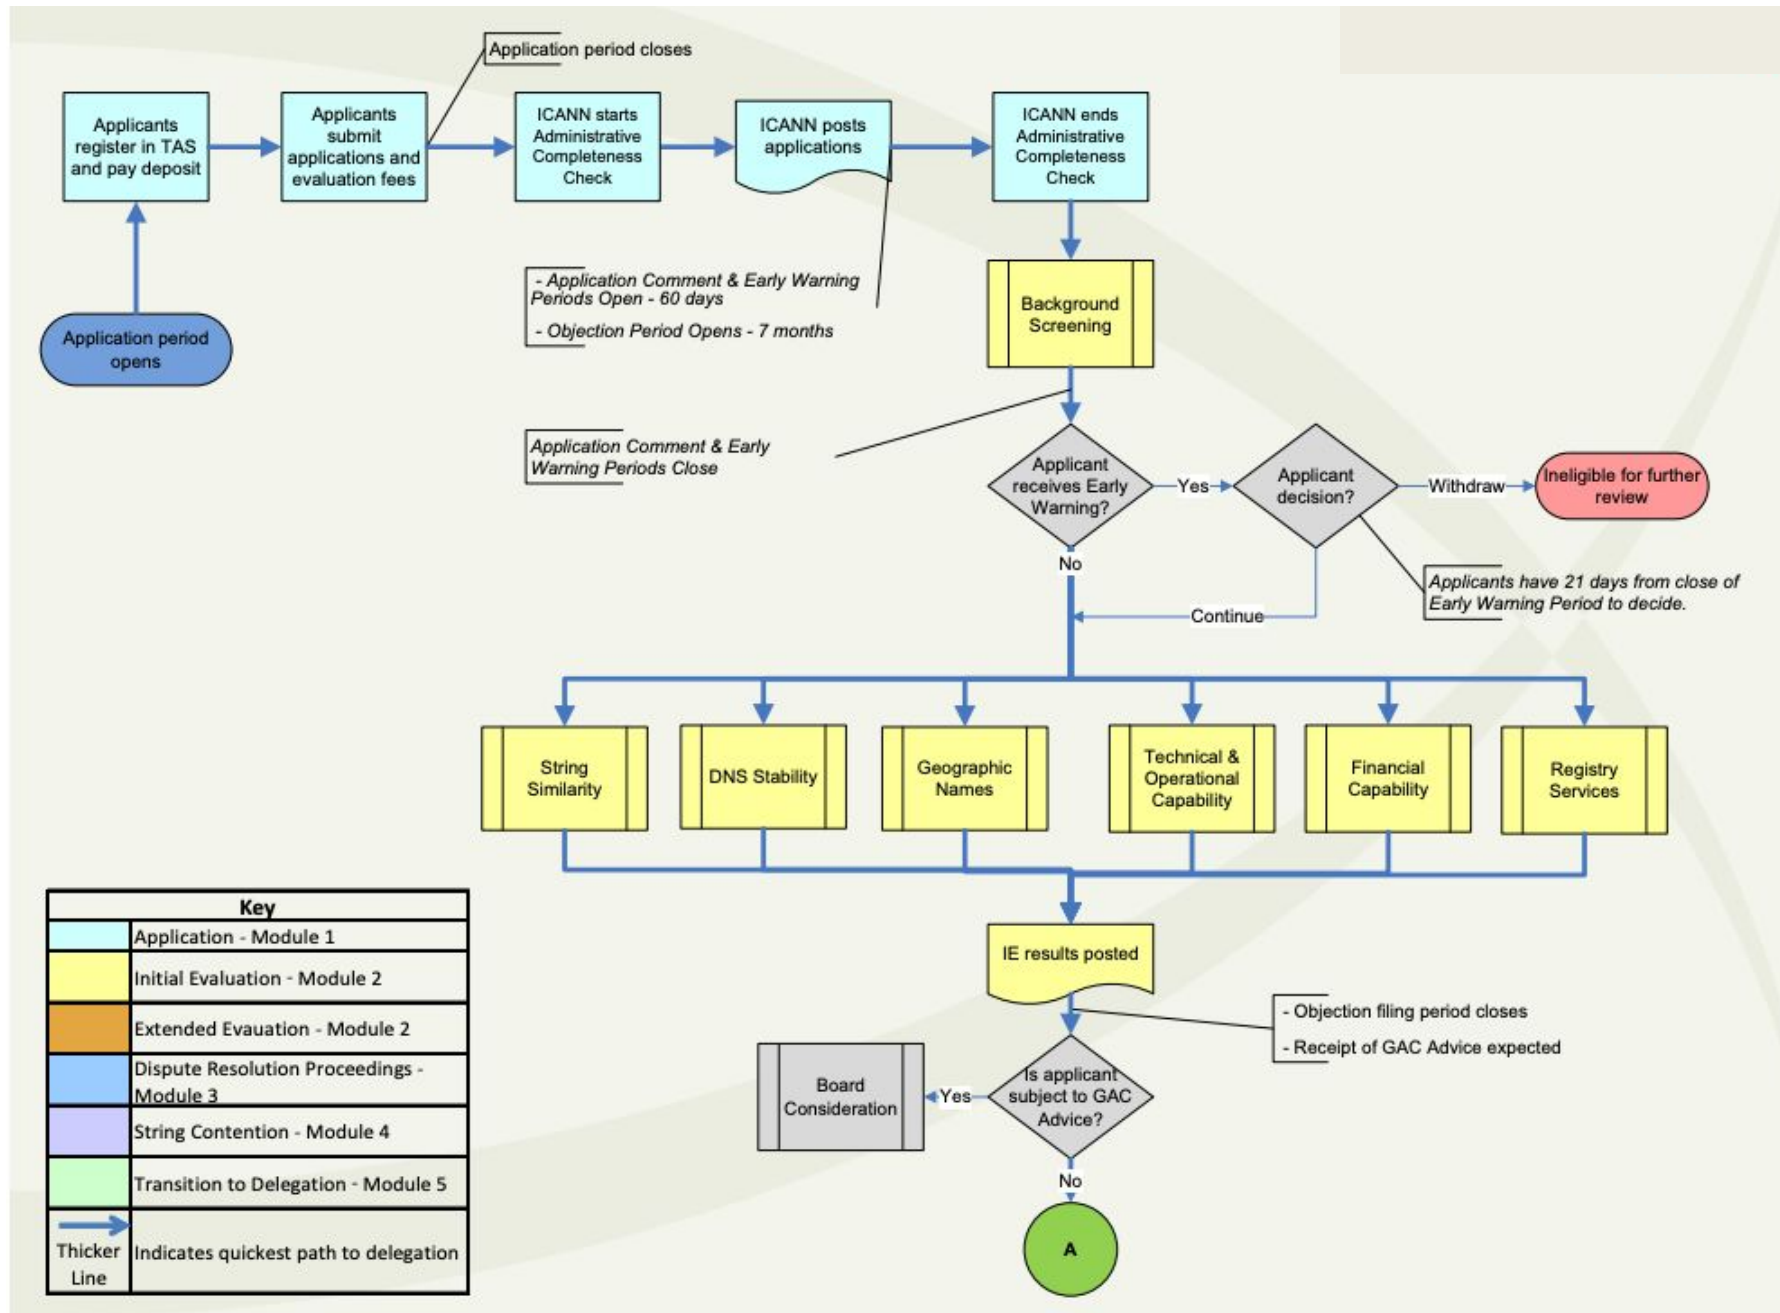 Application period closes
Applicants
register in TAS
and pay deposit
Applicants
submit
applications and
evaluation fees
ICANN starts
Administrative
Completeness
Check
ICANN posts
applications
ICANN ends
Administrative
Completeness
Check
- Application Comment & Early Warning
Periods Open - 60 days
- Objection Period Opens - 7 months
Background
Screening
Application period
opens
Application Comment & Early
Warning Periods Close
Applicant
receives Early
Warning?
Yes
Applicant
decision?
Withdraw
Ineligible for further
review
No
Applicants have 21 days from close of
Early Warning Period to decide.
Continue
String
Similarity
DNS Stability
Geographic
Names
Technical &
Operational
Capability
Financial
Capability
Registry
Services
IE results posted
- Objection filing period closes
- Receipt of GAC Advice expected
Is applicant
subject to GAC
Advice?
Yes
Board
Consideration
No
A
Key
Application - Module 1
Initial Evaluation - Module 2
Extended Evauation - Module 2
Dispute Resolution Proceedings -
Module 3
String Contention - Module 4
Transition to Delegation - Module 5
Thicker
Line
Indicates quickest path to delegation